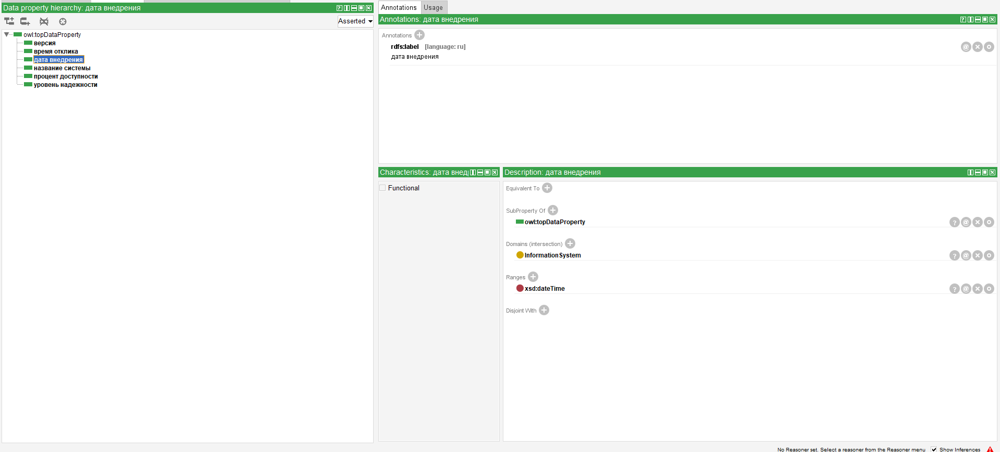 Data property hierarchy: дата внедрения
Asserted
owl:topDataProperty
версия
время отклика
дата внедрения
название системы
процент доступности
уровень надежности
Annotations Usage
Annotations: дата внедрения
Annotations
rdfs:label [language: ru]
дата внедрения
Characteristics: дата внед
Functional
Description: дата внедрения
Equivalent To
SubProperty Of
owl:topDataProperty
Domains (intersection)
InformationSystem
Ranges
xsd:dateTime
Disjoint With
No Reasoner set. Select a reasoner from the Reasoner menu Show Inferences